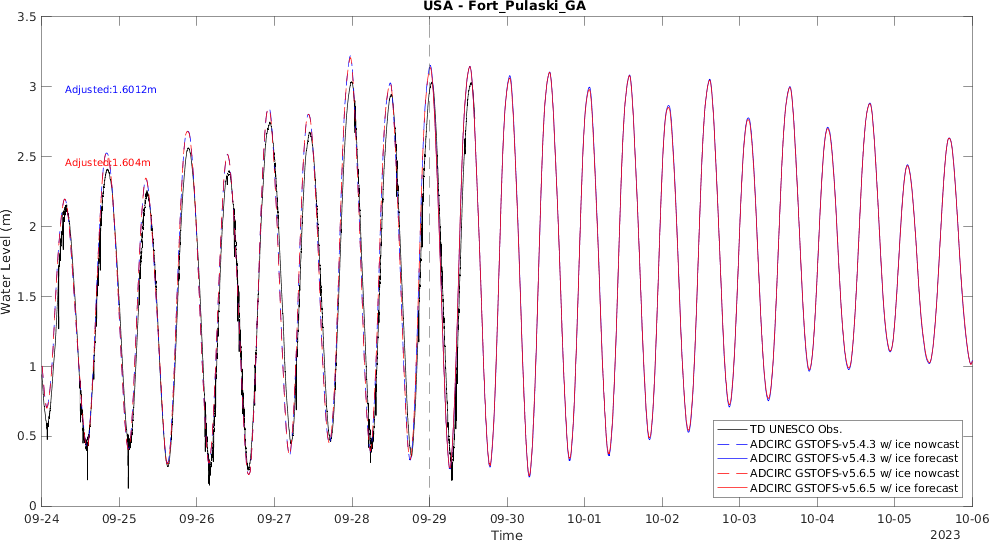 USA - Fort_Pulaski_GA
3.5
3
2.5
2
1.5
1
0.5
0
Water Level (m)
Adjusted:1.6012m
Adjusted:1.604m
TD UNESCO Obs.
ADCIRC GSTOFS-v5.4.3 w/ ice nowcast
ADCIRC GSTOFS-v5.4.3 w/ ice forecast
ADCIRC GSTOFS-v5.6.5 w/ ice nowcast
ADCIRC GSTOFS-v5.6.5 w/ ice forecast
09-24 09-25 09-26 09-27 09-28 09-29 09-30 10-01 10-02 10-03 10-04 10-05 10-06
Time
2023